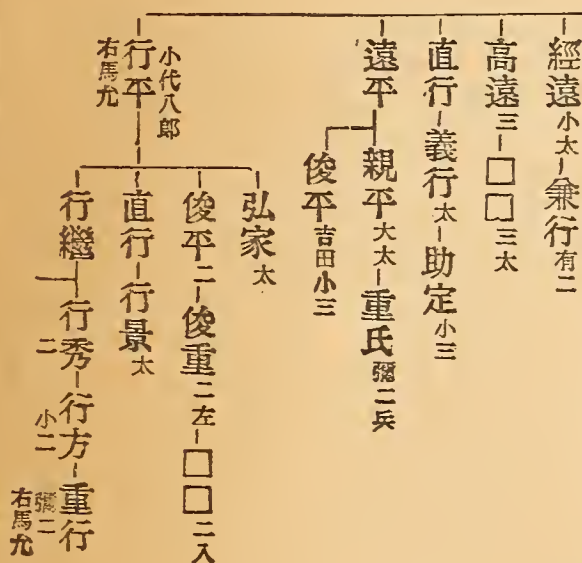 經遠小太-兼行有二
高遠三-□□三太
直行-義行太-助定小三
遠平
親平大太-重氏彌二兵
俊平吉田小三
小代八郎
行平
右馬允
弘家太
俊平二-俊重二左-□□二入
直行-行景太
行繼-行秀二-行方小二-重行彌二
右馬允